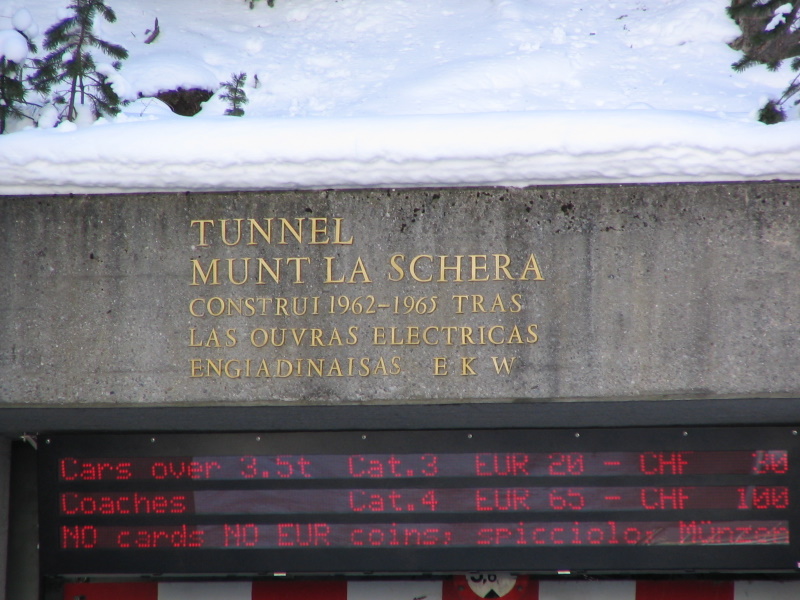 TUNNEL
MUNT LA SCHERA
CONSTRUI 1962-1965 TRAS
LAS OUVRAS ELECTRICAS
ENGIADINAISAS. EKW
Cars over 3.5t Cat.3 EUR 20 - CHF 30
Coaches Cat.4 EUR 65 - CHF 100
NO cards NO EUR coins, spicciolo, Münzen